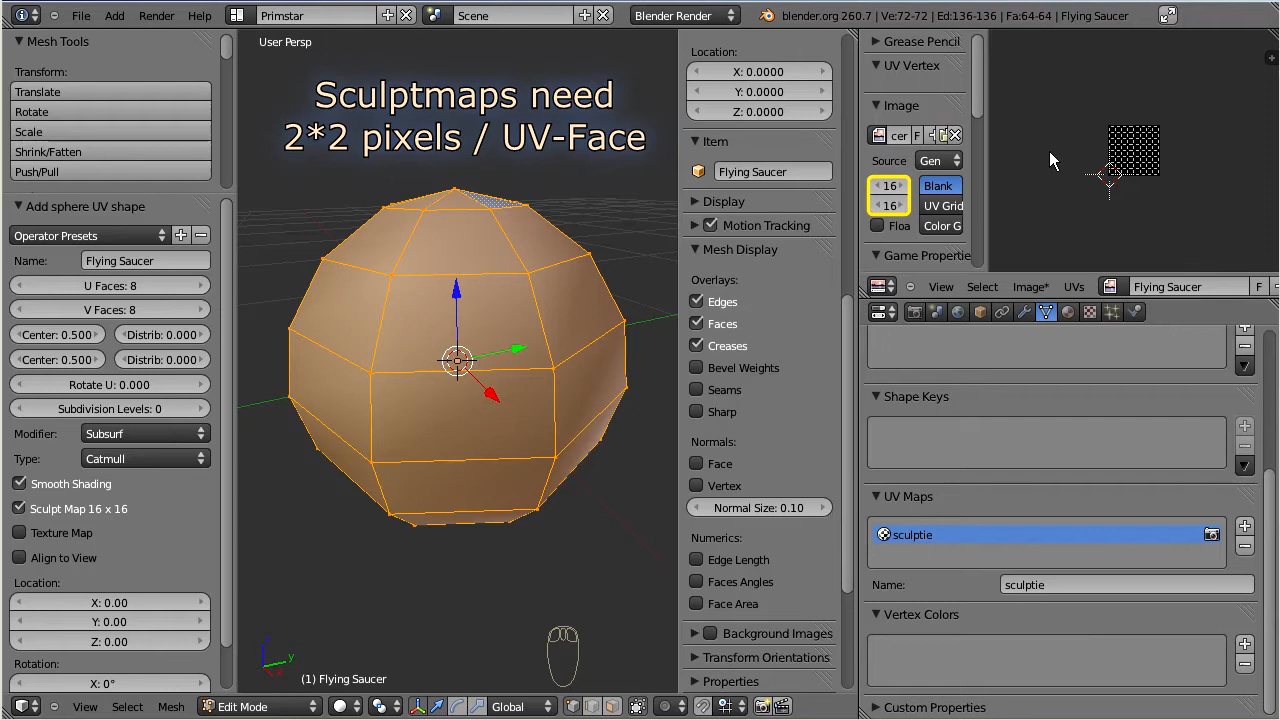 File Add Render Help Primstar Scene Blender Render blender.org 260.7 | Ve:72-72 | Ed:136-136 | Fa:64-64 | Flying Saucer
Mesh Tools
Transform:
Translate
Rotate
Scale
Shrink/Fatten
Push/Pull
Add sphere UV shape
Operator Presets
Name: Flying Saucer
U Faces: 8
V Faces: 8
Center: 0.500 Distrib: 0.000
Center: 0.500 Distrib: 0.000
Rotate U: 0.000
Subdivision Levels: 0
Modifier: Subsurf
Type: Catmull
Smooth Shading
Sculpt Map 16 x 16
Texture Map
Align to View
Location:
X: 0.00
Y: 0.00
Z: 0.00
Rotation:
X: 0°
User Persp
Sculptmaps need
2*2 pixels / UV-Face
z
y
x
(1) Flying Saucer
View Select Mesh Edit Mode Global
Location:
X: 0.0000
Y: 0.0000
Z: 0.0000
Item
Flying Saucer
Display
Motion Tracking
Mesh Display
Overlays:
Edges
Faces
Creases
Bevel Weights
Seams
Sharp
Normals:
Face
Vertex
Normal Size: 0.10
Numerics:
Edge Length
Faces Angles
Face Area
Background Images
Transform Orientations
Properties
Grease Pencil
UV Vertex
Image
cer F
Source Gen
16 Blank
16 UV Grid
Floa Color G
Game Propertie
View Select Image* UVs Flying Saucer F
Shape Keys
UV Maps
sculptie
Name: sculptie
Vertex Colors
Custom Properties